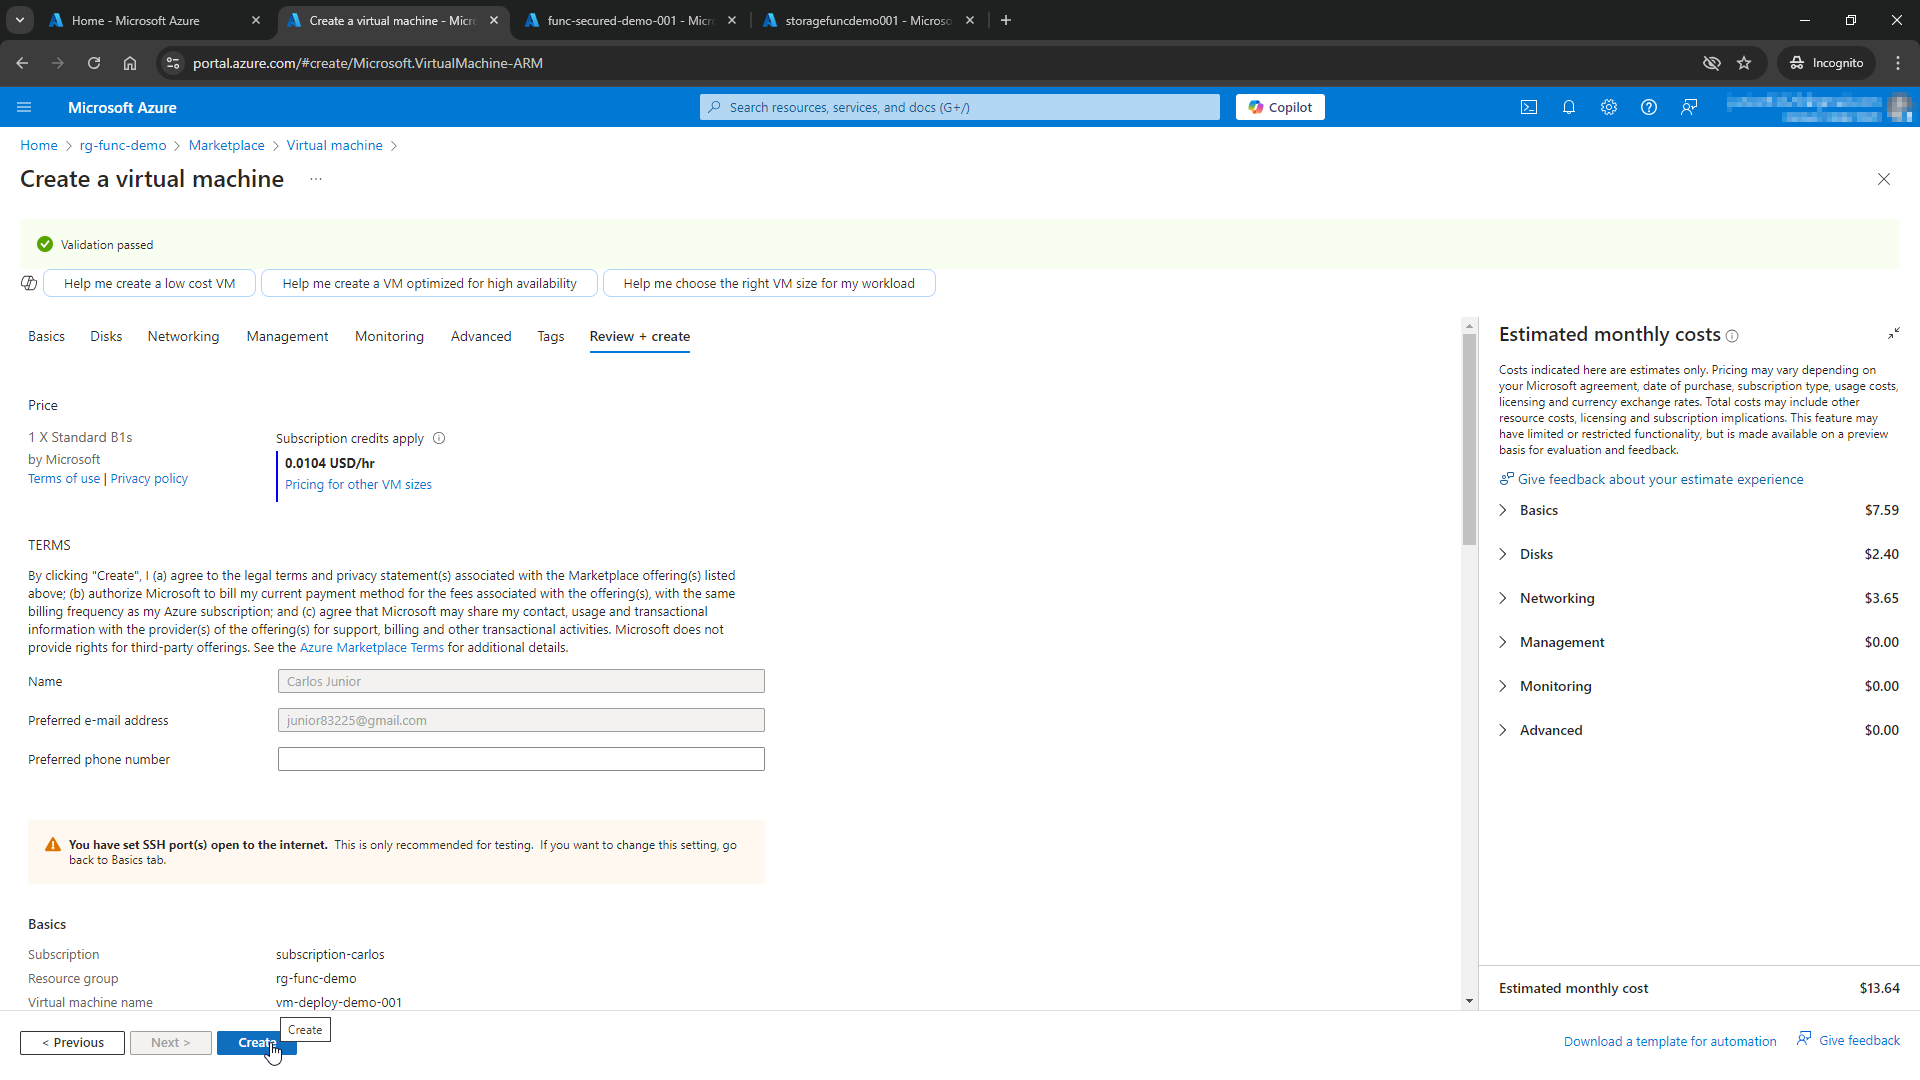 Home - Microsoft Azure
Create a virtual machine - Micr
func-secured-demo-001 - Micr
storagefuncdemo001 - Microso
portal.azure.com/#create/Microsoft.VirtualMachine-ARM
Incognito
Microsoft Azure
Search resources, services, and docs (G+/)
Copilot
Home > rg-func-demo > Marketplace > Virtual machine >
Create a virtual machine ...
Validation passed
Help me create a low cost VM
Help me create a VM optimized for high availability
Help me choose the right VM size for my workload
Basics Disks Networking Management Monitoring Advanced Tags Review + create
Price
1 X Standard B1s
by Microsoft
Terms of use | Privacy policy
Subscription credits apply
0.0104 USD/hr
Pricing for other VM sizes
TERMS
By clicking "Create", I (a) agree to the legal terms and privacy statement(s) associated with the Marketplace offering(s) listed
above; (b) authorize Microsoft to bill my current payment method for the fees associated with the offering(s), with the same
billing frequency as my Azure subscription; and (c) agree that Microsoft may share my contact, usage and transactional
information with the provider(s) of the offering(s) for support, billing and other transactional activities. Microsoft does not
provide rights for third-party offerings. See the Azure Marketplace Terms for additional details.
Name Carlos Junior
Preferred e-mail address junior83225@gmail.com
Preferred phone number
You have set SSH port(s) open to the internet. This is only recommended for testing. If you want to change this setting, go
back to Basics tab.
Basics
Subscription subscription-carlos
Resource group rg-func-demo
Virtual machine name vm-deploy-demo-001
Estimated monthly costs
Costs indicated here are estimates only. Pricing may vary depending on
your Microsoft agreement, date of purchase, subscription type, usage costs,
licensing and currency exchange rates. Total costs may include other
resource costs, licensing and subscription implications. This feature may
have limited or restricted functionality, but is made available on a preview
basis for evaluation and feedback.
Give feedback about your estimate experience
Basics $7.59
Disks $2.40
Networking $3.65
Management $0.00
Monitoring $0.00
Advanced $0.00
Estimated monthly cost $13.64
< Previous
Next >
Create
Create
Download a template for automation
Give feedback